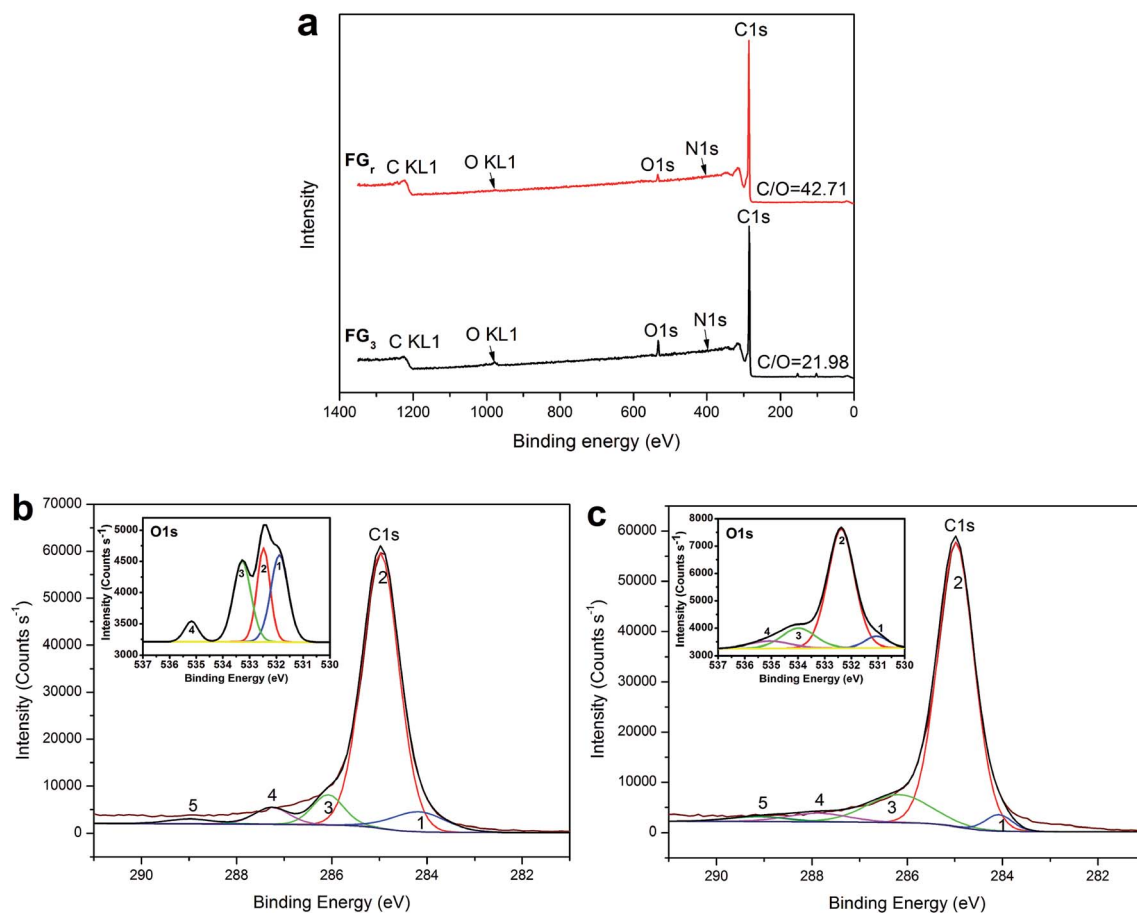 a
C1s
FGr C KL1
O KL1
O1s
N1s
C/O=42.71
C1s
FG3 C KL1
O KL1
O1s
N1s
C/O=21.98
Intensity
1400 1200 1000 800 600 400 200 0
Binding energy (eV)
b
70000
60000
50000
40000
30000
20000
10000
0
Intensity (Counts s-1)
C1s
2
5
4
3
1
290 288 286 284 282
Binding Energy (eV)
O1s
5000
4500
4000
3500
3000
Intensity (Counts s-1)
4
3
2
1
537 536 535 534 533 532 531 530
Binding Energy (eV)
c
60000
50000
40000
30000
20000
10000
0
Intensity (Counts s-1)
C1s
2
5
4
3
1
290 288 286 284 282
Binding Energy (eV)
O1s
8000
7000
6000
5000
4000
3000
Intensity (Counts s-1)
2
4
3
1
537 536 535 534 533 532 531 530
Binding Energy (eV)